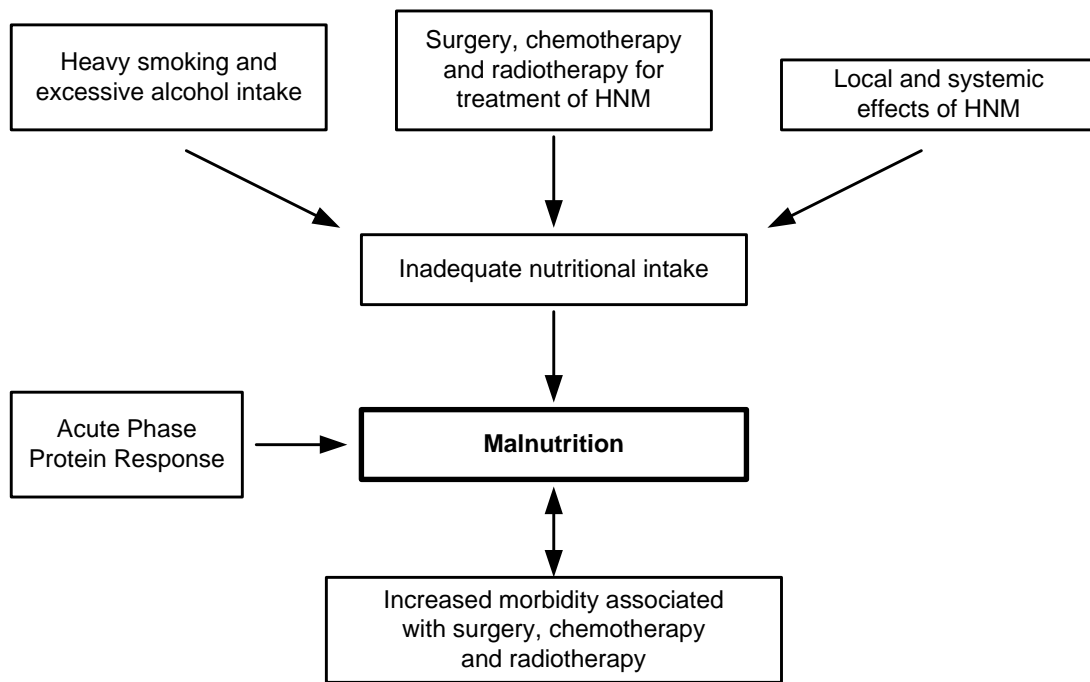 Heavy smoking and
excessive alcohol intake
Surgery, chemotherapy
and radiotherapy for
treatment of HNM
Local and systemic
effects of HNM
Inadequate nutritional intake
Acute Phase
Protein Response
Malnutrition
Increased morbidity associated
with surgery, chemotherapy
and radiotherapy